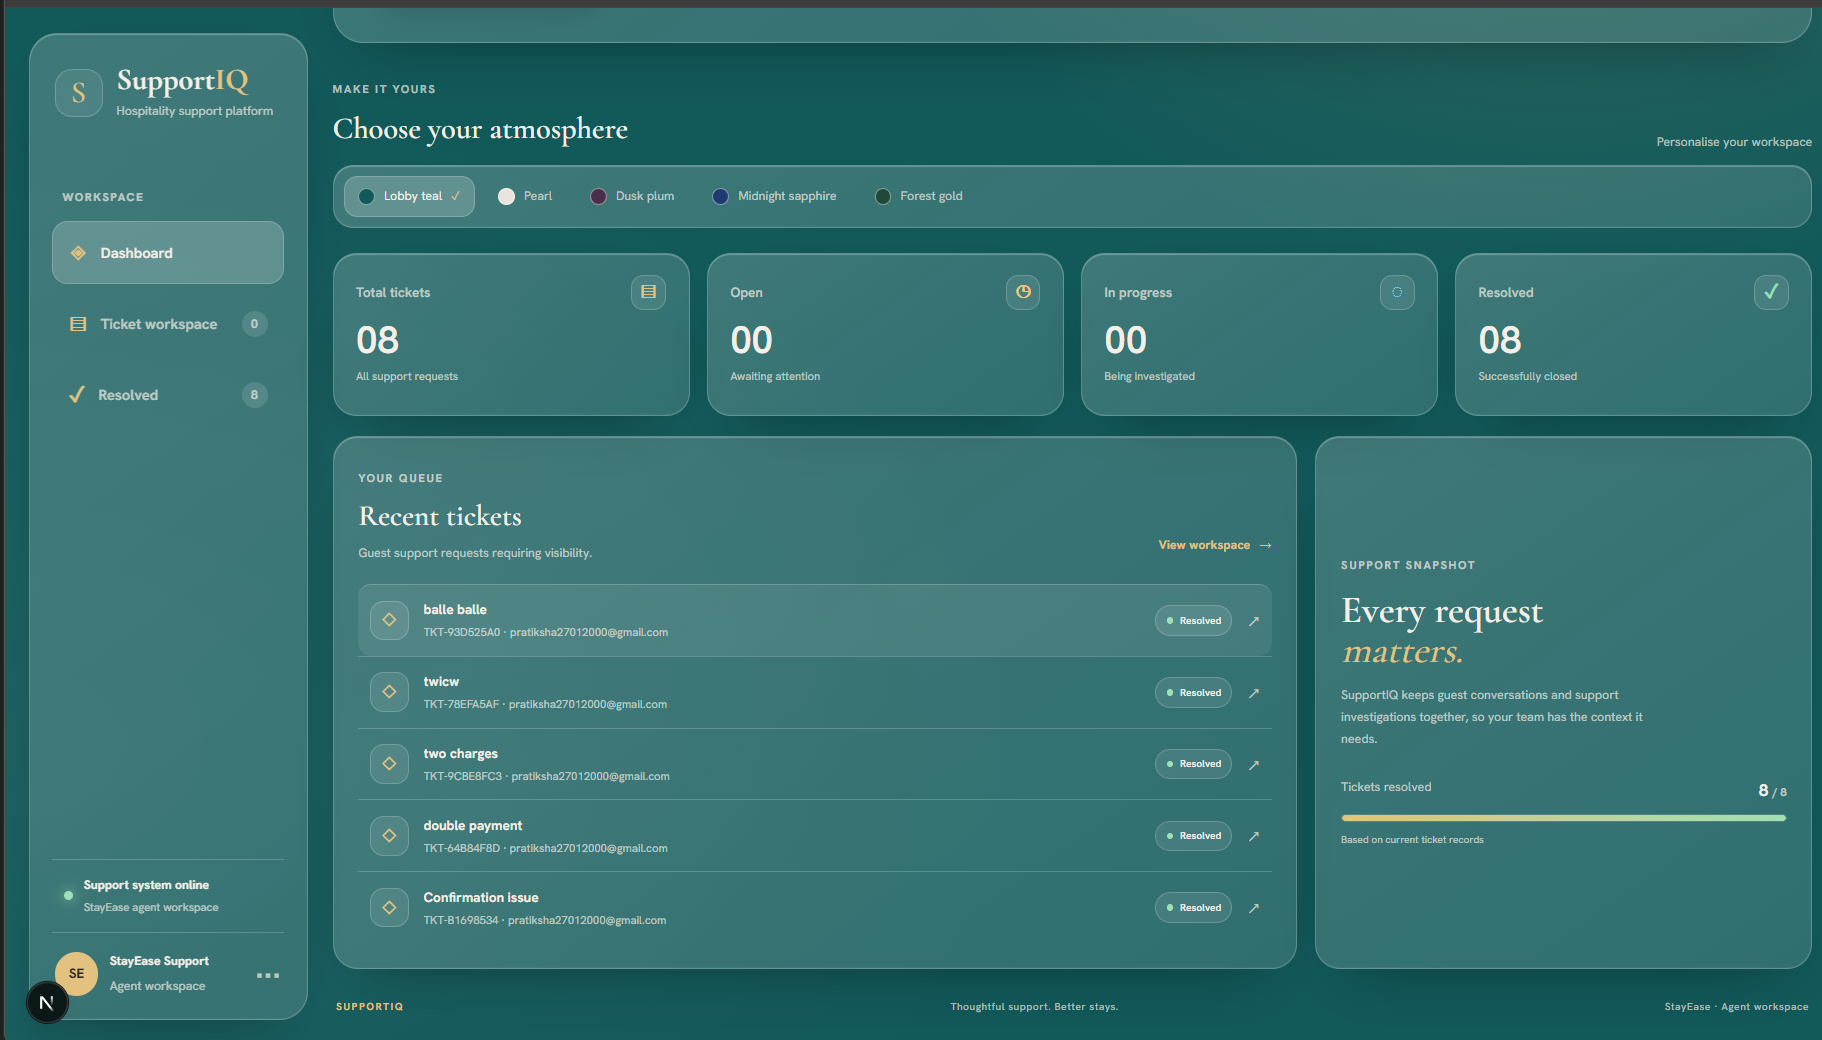 S
SupportIQ
Hospitality support platform
WORKSPACE
Dashboard
Ticket workspace 0
Resolved 8
Support system online
StayEase agent workspace
SE
StayEase Support
Agent workspace
N
MAKE IT YOURS
Choose your atmosphere
Personalise your workspace
Lobby teal ✓ Pearl Dusk plum Midnight sapphire Forest gold
Total tickets
08
All support requests
Open
00
Awaiting attention
In progress
00
Being investigated
Resolved
08
Successfully closed
YOUR QUEUE
Recent tickets
Guest support requests requiring visibility.
View workspace →
balle balle
TKT-93D525A0 · pratiksha27012000@gmail.com
Resolved ↗
twicw
TKT-78EFA5AF · pratiksha27012000@gmail.com
Resolved ↗
two charges
TKT-9CBE8FC3 · pratiksha27012000@gmail.com
Resolved ↗
double payment
TKT-64B84F8D · pratiksha27012000@gmail.com
Resolved ↗
Confirmation issue
TKT-B1698534 · pratiksha27012000@gmail.com
Resolved ↗
SUPPORT SNAPSHOT
Every request
matters.
SupportIQ keeps guest conversations and support
investigations together, so your team has the context it
needs.
Tickets resolved 8 / 8
Based on current ticket records
SUPPORTIQ
Thoughtful support. Better stays.
StayEase · Agent workspace